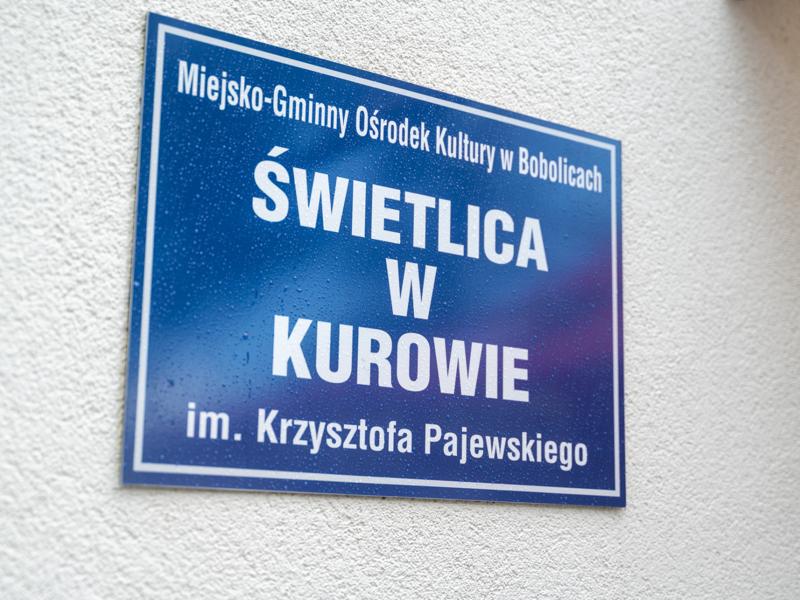 Miejsko-Gminny Ośrodek Kultury w Bobolicach
ŚWIETLICA
W
KUROWIE
im. Krzysztofa Pajewskiego